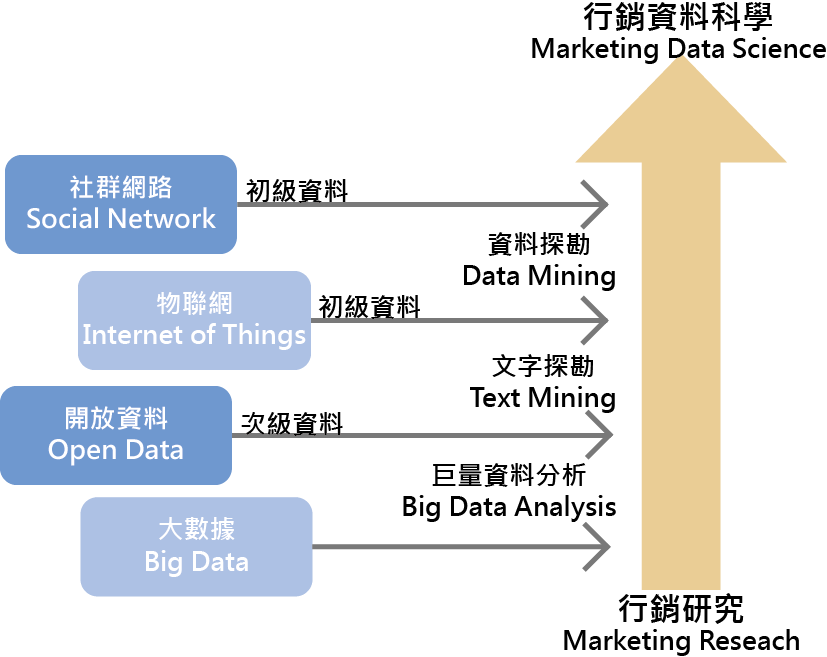 行銷資料科學
Marketing Data Science
社群網路
Social Network
初級資料
資料探勘
Data Mining
物聯網
Internet of Things
初級資料
文字探勘
Text Mining
開放資料
Open Data
次級資料
巨量資料分析
Big Data Analysis
大數據
Big Data
行銷研究
Marketing Reseach